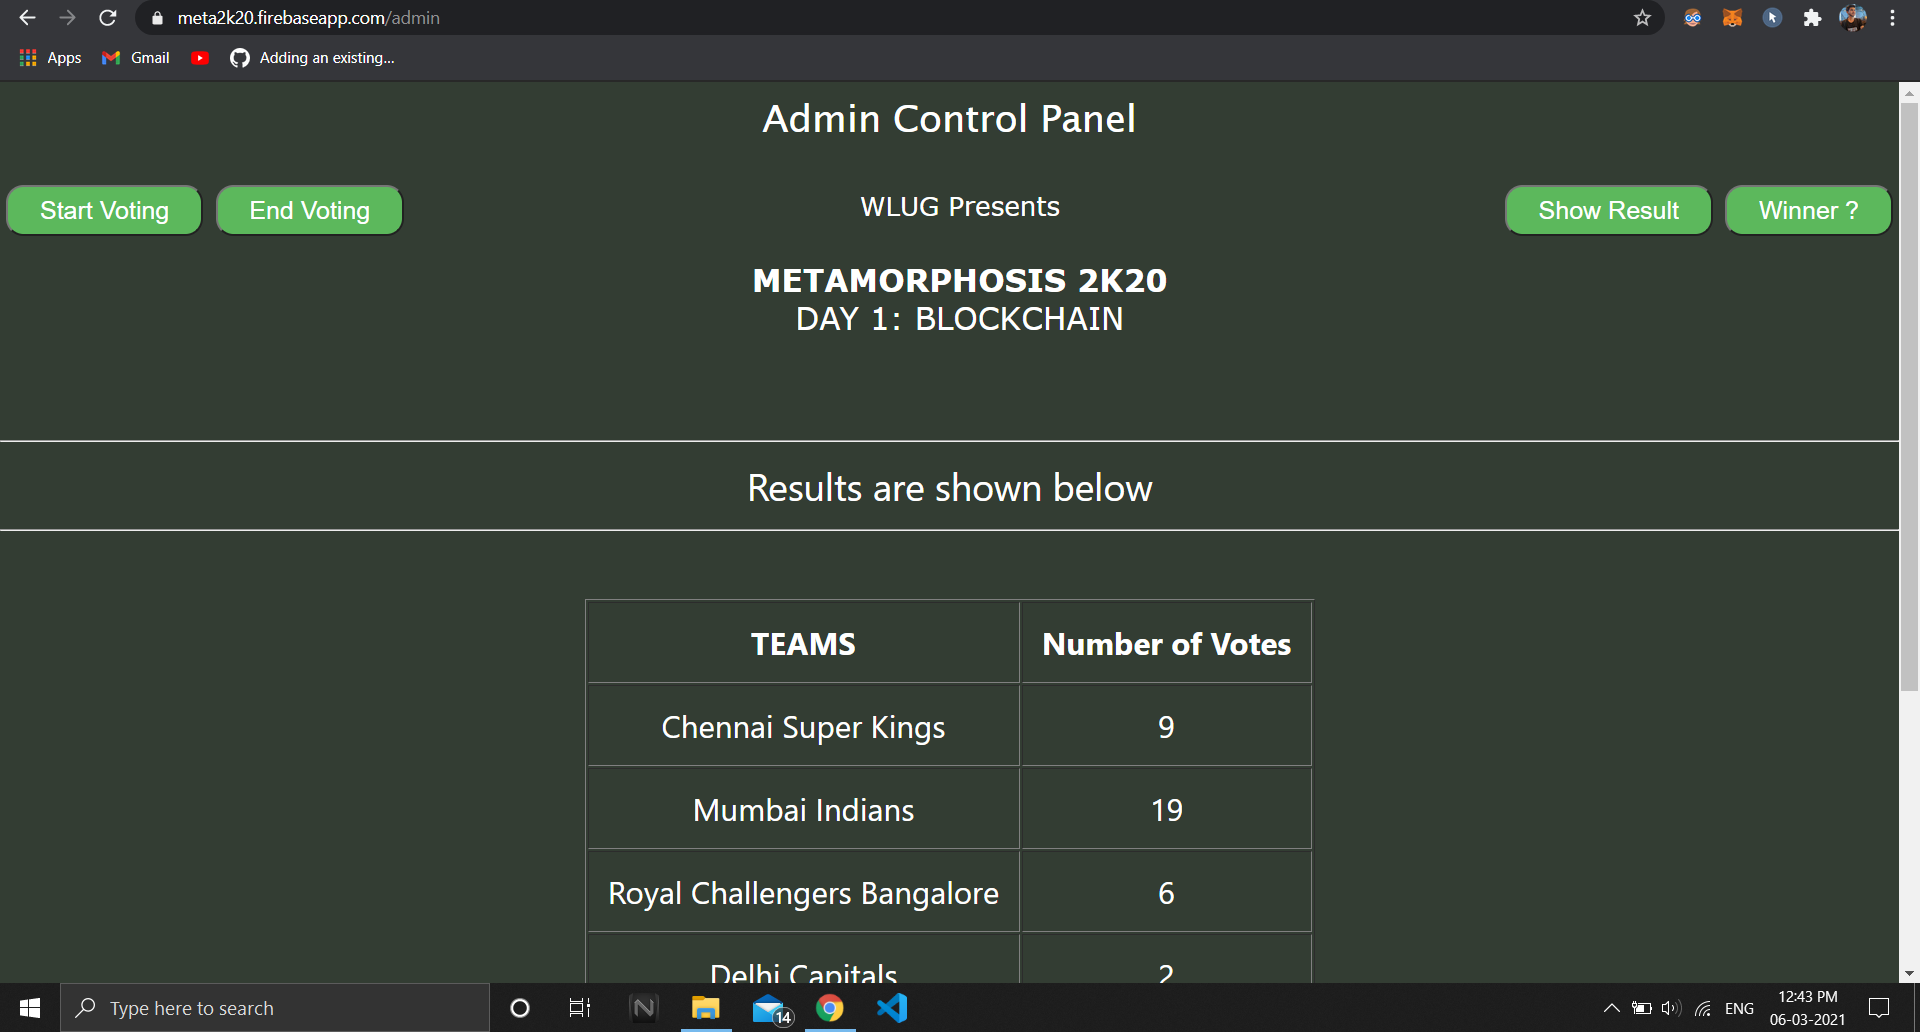 meta2k20.firebaseapp.com/admin
Apps Gmail Adding an existing...
Admin Control Panel
Start Voting End Voting WLUG Presents Show Result Winner ?
METAMORPHOSIS 2K20
DAY 1: BLOCKCHAIN
Results are shown below
TEAMS Number of Votes
Chennai Super Kings 9
Mumbai Indians 19
Royal Challengers Bangalore 6
Delhi Capitals 2
Type here to search N 14 ENG 12:43 PM
06-03-2021